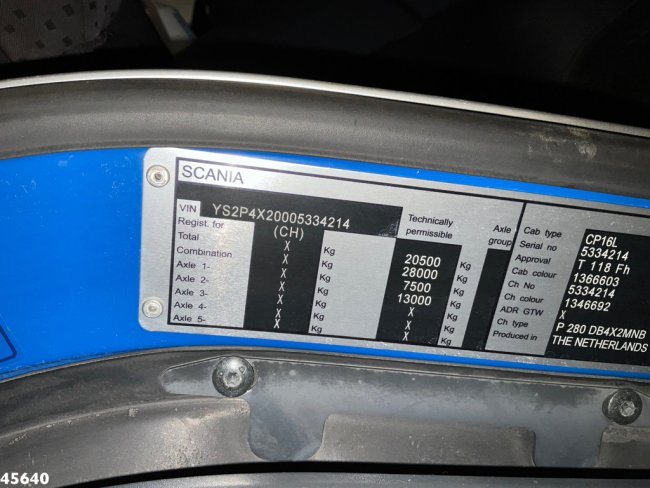 SCANIA
VIN YS2P4X20005334214
Regist. for (CH) Technically permissible Axle group Cab type CP16L
Total X Kg 20500 Kg Serial no 5334214
Combination X Kg 28000 Approval T 118 Fh
Axle 1- X Kg 7500 Kg Cab colour 1366603
Axle 2- X Kg 13000 Kg Ch No 5334214
Axle 3- X Kg X Kg Ch colour 1346692
Axle 4- X Kg X Kg ADR GTW X
Axle 5- X Kg X Kg Ch type P 280 DB4X2MNB
Produced in THE NETHERLANDS
45640